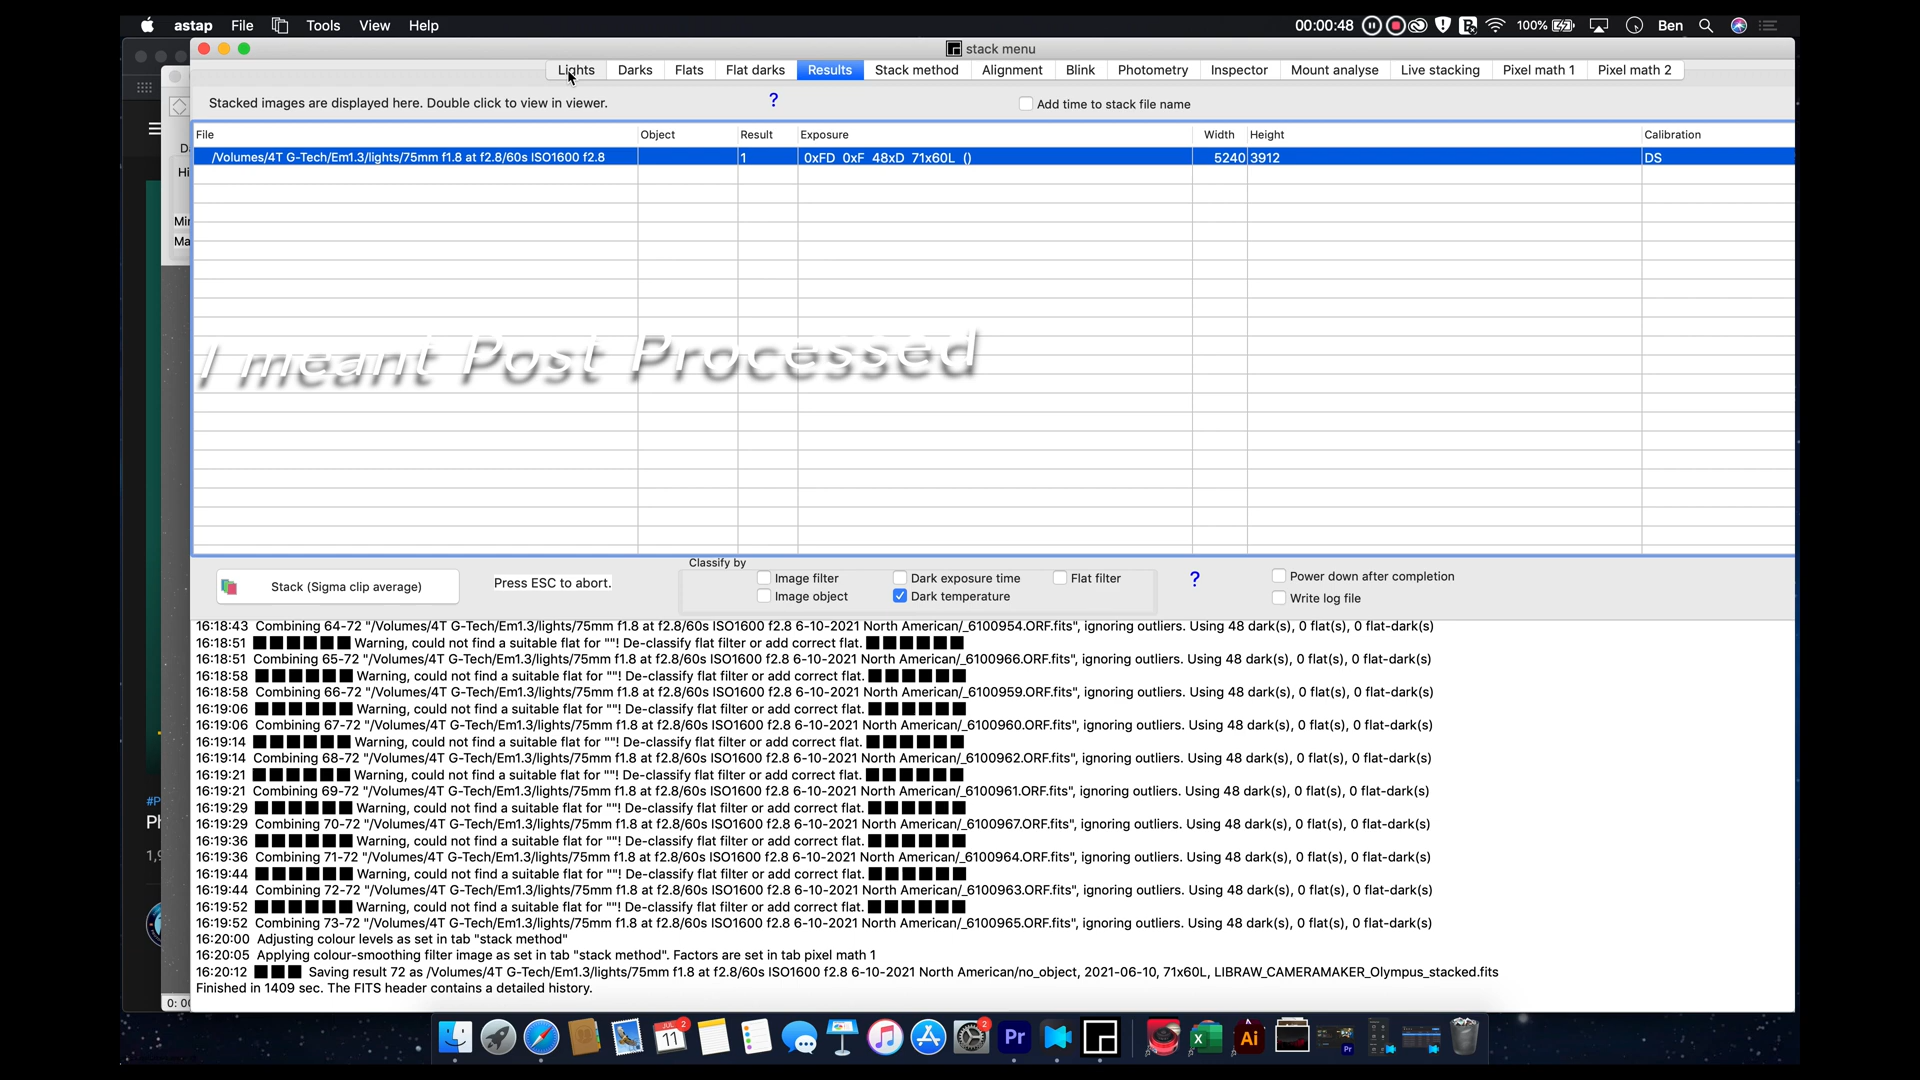 astap File Tools View Help 00:00:48 100% Ben
stack menu
Lights Darks Flats Flat darks Results Stack method Alignment Blink Photometry Inspector Mount analyse Live stacking Pixel math 1 Pixel math 2
Stacked images are displayed here. Double click to view in viewer. ? Add time to stack file name
File Object Result Exposure Width Height Calibration
/Volumes/4T G-Tech/Em1.3/lights/75mm f1.8 at f2.8/60s ISO1600 f2.8 1 0xFD 0xF 48xD 71x60L () 5240 3912 DS
Hi
Mi
Ma
I meant Post Processed
Classify by
Stack (Sigma clip average) Press ESC to abort. Image filter Dark exposure time Flat filter ? Power down after completion
Image object Dark temperature Write log file
16:18:43 Combining 64-72 "/Volumes/4T G-Tech/Em1.3/lights/75mm f1.8 at f2.8/60s ISO1600 f2.8 6-10-2021 North American/_6100954.ORF.fits", ignoring outliers. Using 48 dark(s), 0 flat(s), 0 flat-dark(s)
16:18:51 ■■■■■■ Warning, could not find a suitable flat for ""! De-classify flat filter or add correct flat. ■■■■■■
16:18:51 Combining 65-72 "/Volumes/4T G-Tech/Em1.3/lights/75mm f1.8 at f2.8/60s ISO1600 f2.8 6-10-2021 North American/_6100966.ORF.fits", ignoring outliers. Using 48 dark(s), 0 flat(s), 0 flat-dark(s)
16:18:58 ■■■■■■ Warning, could not find a suitable flat for ""! De-classify flat filter or add correct flat. ■■■■■■
16:18:58 Combining 66-72 "/Volumes/4T G-Tech/Em1.3/lights/75mm f1.8 at f2.8/60s ISO1600 f2.8 6-10-2021 North American/_6100959.ORF.fits", ignoring outliers. Using 48 dark(s), 0 flat(s), 0 flat-dark(s)
16:19:06 ■■■■■■ Warning, could not find a suitable flat for ""! De-classify flat filter or add correct flat. ■■■■■■
16:19:06 Combining 67-72 "/Volumes/4T G-Tech/Em1.3/lights/75mm f1.8 at f2.8/60s ISO1600 f2.8 6-10-2021 North American/_6100960.ORF.fits", ignoring outliers. Using 48 dark(s), 0 flat(s), 0 flat-dark(s)
16:19:14 ■■■■■■ Warning, could not find a suitable flat for ""! De-classify flat filter or add correct flat. ■■■■■■
16:19:14 Combining 68-72 "/Volumes/4T G-Tech/Em1.3/lights/75mm f1.8 at f2.8/60s ISO1600 f2.8 6-10-2021 North American/_6100962.ORF.fits", ignoring outliers. Using 48 dark(s), 0 flat(s), 0 flat-dark(s)
16:19:21 ■■■■■■ Warning, could not find a suitable flat for ""! De-classify flat filter or add correct flat. ■■■■■■
16:19:21 Combining 69-72 "/Volumes/4T G-Tech/Em1.3/lights/75mm f1.8 at f2.8/60s ISO1600 f2.8 6-10-2021 North American/_6100961.ORF.fits", ignoring outliers. Using 48 dark(s), 0 flat(s), 0 flat-dark(s)
16:19:29 ■■■■■■ Warning, could not find a suitable flat for ""! De-classify flat filter or add correct flat. ■■■■■■
16:19:29 Combining 70-72 "/Volumes/4T G-Tech/Em1.3/lights/75mm f1.8 at f2.8/60s ISO1600 f2.8 6-10-2021 North American/_6100967.ORF.fits", ignoring outliers. Using 48 dark(s), 0 flat(s), 0 flat-dark(s)
16:19:36 ■■■■■■ Warning, could not find a suitable flat for ""! De-classify flat filter or add correct flat. ■■■■■■
16:19:36 Combining 71-72 "/Volumes/4T G-Tech/Em1.3/lights/75mm f1.8 at f2.8/60s ISO1600 f2.8 6-10-2021 North American/_6100964.ORF.fits", ignoring outliers. Using 48 dark(s), 0 flat(s), 0 flat-dark(s)
16:19:44 ■■■■■■ Warning, could not find a suitable flat for ""! De-classify flat filter or add correct flat. ■■■■■■
16:19:44 Combining 72-72 "/Volumes/4T G-Tech/Em1.3/lights/75mm f1.8 at f2.8/60s ISO1600 f2.8 6-10-2021 North American/_6100963.ORF.fits", ignoring outliers. Using 48 dark(s), 0 flat(s), 0 flat-dark(s)
16:19:52 ■■■■■■ Warning, could not find a suitable flat for ""! De-classify flat filter or add correct flat. ■■■■■■
16:19:52 Combining 73-72 "/Volumes/4T G-Tech/Em1.3/lights/75mm f1.8 at f2.8/60s ISO1600 f2.8 6-10-2021 North American/_6100965.ORF.fits", ignoring outliers. Using 48 dark(s), 0 flat(s), 0 flat-dark(s)
16:20:00 Adjusting colour levels as set in tab "stack method"
16:20:05 Applying colour-smoothing filter image as set in tab "stack method". Factors are set in tab pixel math 1
16:20:12 ■■■ Saving result 72 as /Volumes/4T G-Tech/Em1.3/lights/75mm f1.8 at f2.8/60s ISO1600 f2.8 6-10-2021 North American/no_object, 2021-06-10, 71x60L, LIBRAW_CAMERAMAKER_Olympus_stacked.fits
Finished in 1409 sec. The FITS header contains a detailed history.
#P
Ph
1,9
0: 00
JUL 11 2 2 Pr Ai